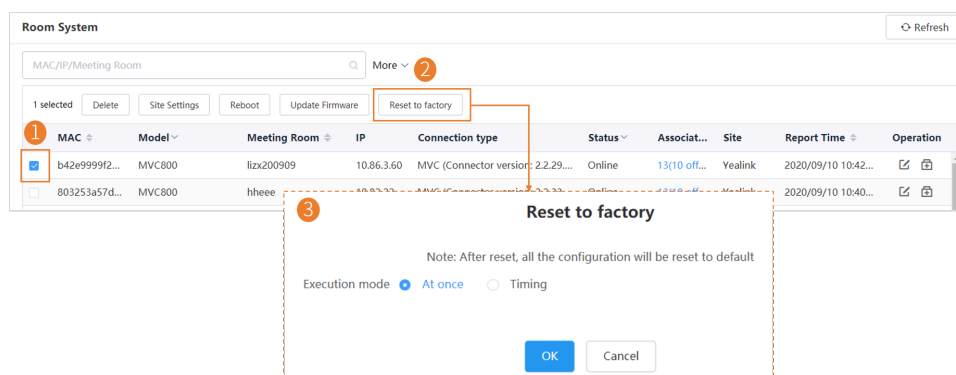 Room System
Refresh
MAC/IP/Meeting Room
More
2
1 selected Delete Site Settings Reboot Update Firmware Reset to factory
1
MAC Model Meeting Room IP Connection type Status Associat... Site Report Time Operation
b42e9999f2... MVC800 lizx200909 10.86.3.60 MVC (Connector version: 2.2.29.... Online 13(10 off... Yealink 2020/09/10 10:42...
803253a57d... MVC800 hheee 2020/09/10 10:40...
3
Reset to factory
Note: After reset, all the configuration will be reset to default
Execution mode At once Timing
OK Cancel